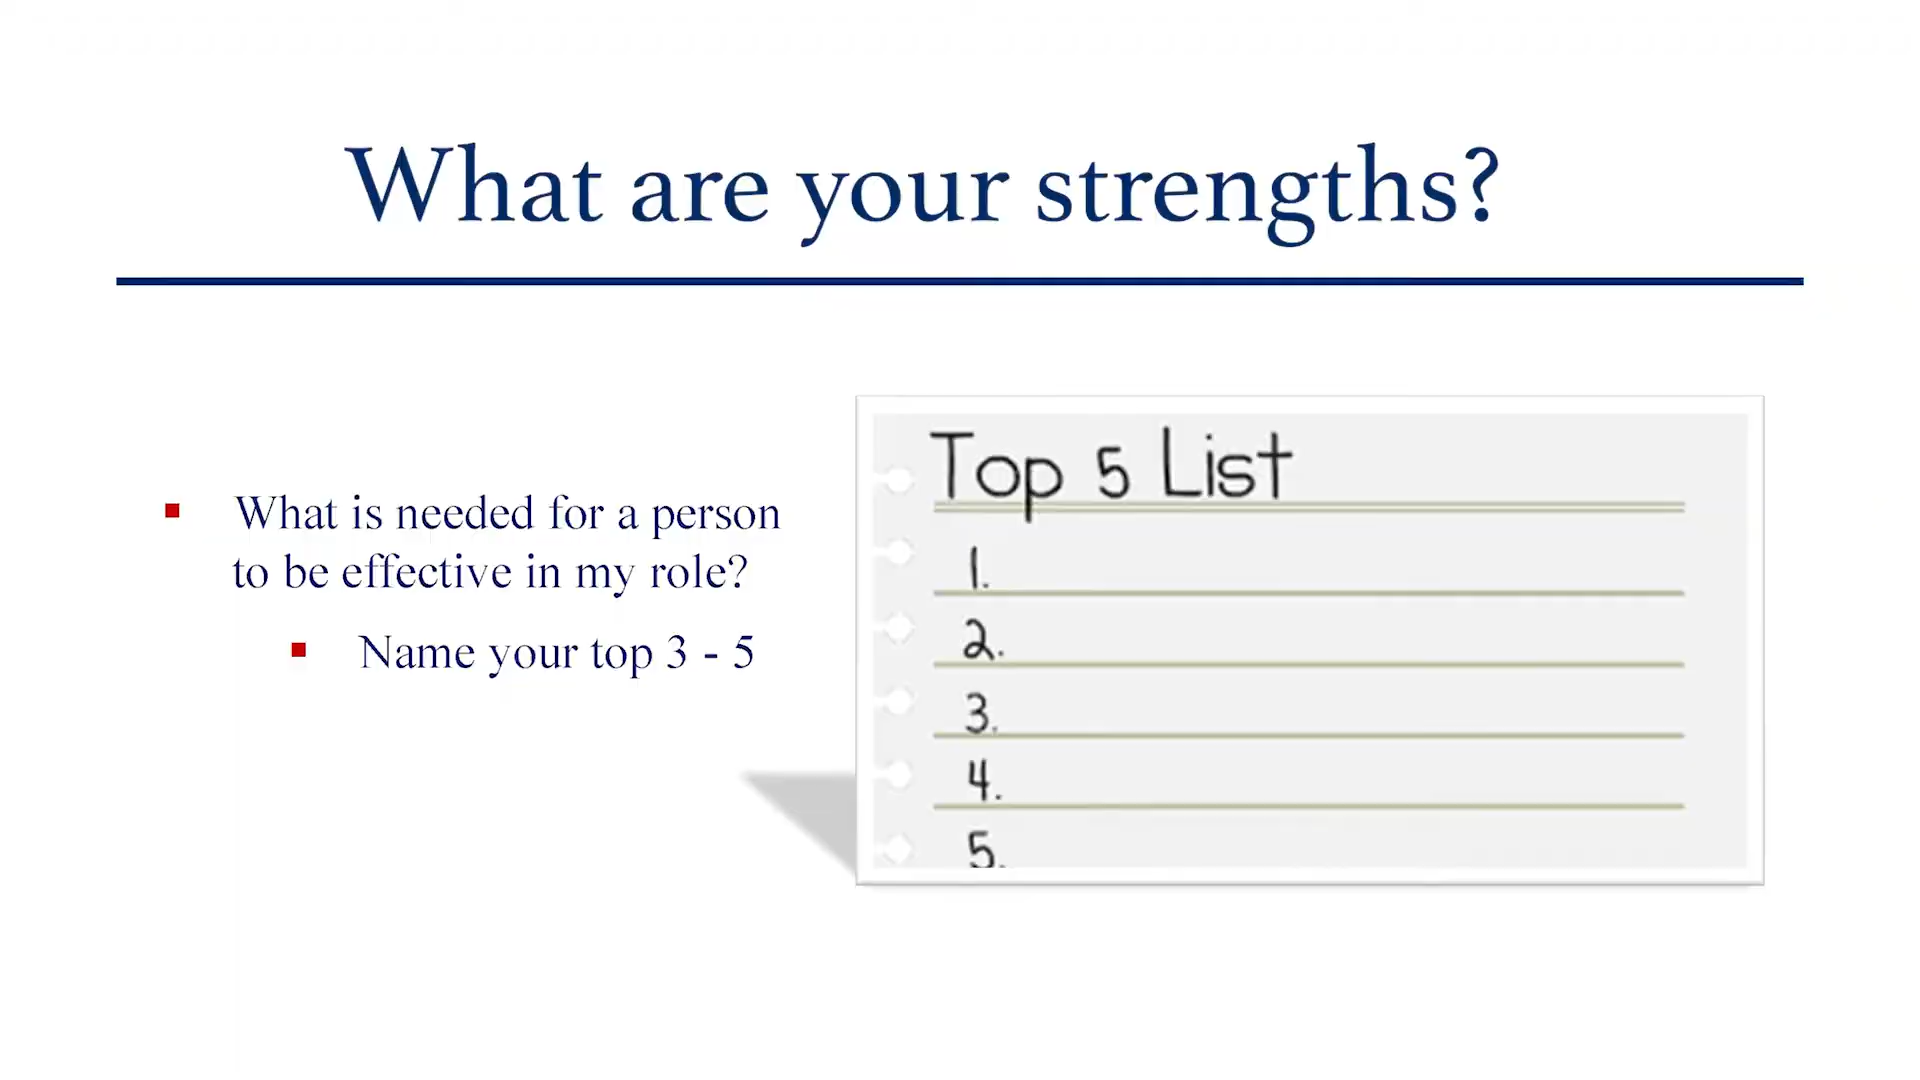 What are your strengths?
What is needed for a person
to be effective in my role?
Name your top 3 - 5
Top 5 List
1.
2.
3.
4.
5.